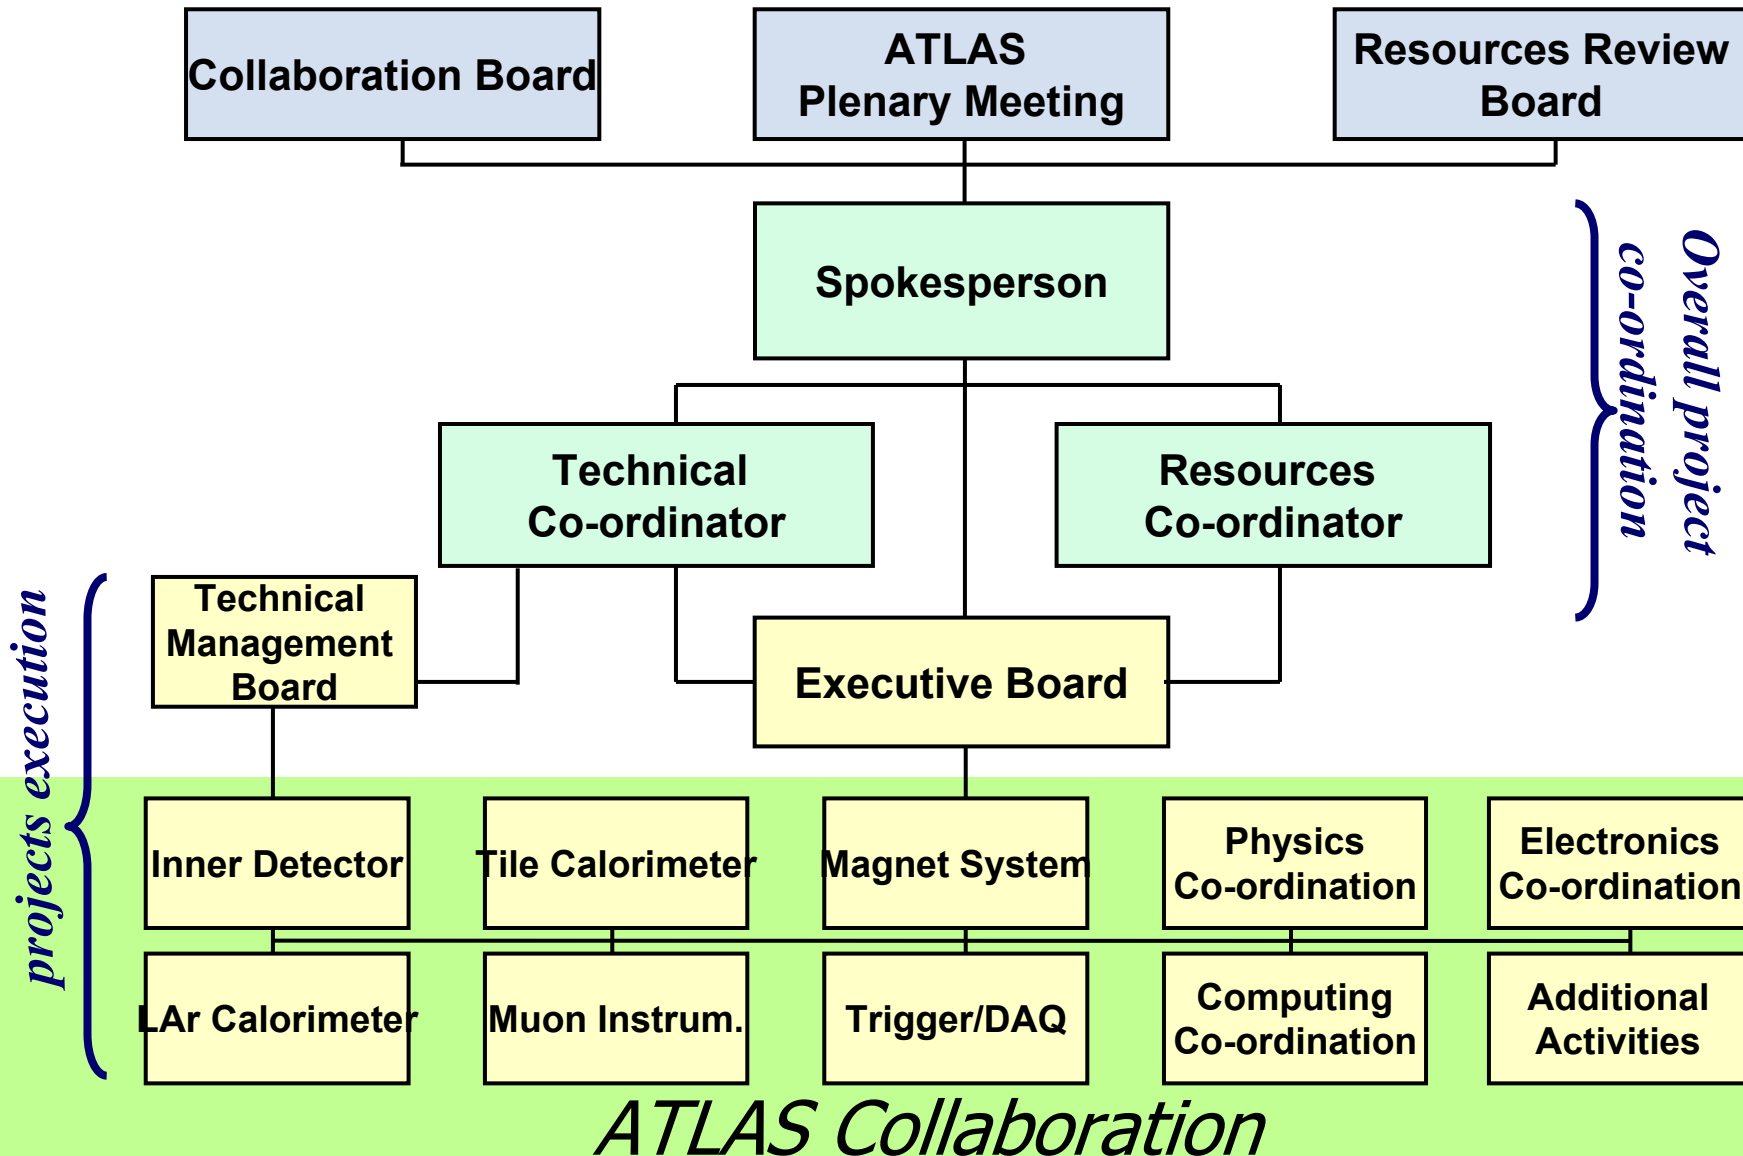 Collaboration Board
ATLAS
Plenary Meeting
Resources Review
Board
Spokesperson
Overall project
co-ordination
Technical
Co-ordinator
Resources
Co-ordinator
Technical
Management
Board
Executive Board
projects execution
Inner Detector
Tile Calorimeter
Magnet System
Physics
Co-ordination
Electronics
Co-ordination
LAr Calorimeter
Muon Instrum.
Trigger/DAQ
Computing
Co-ordination
Additional
Activities
ATLAS Collaboration